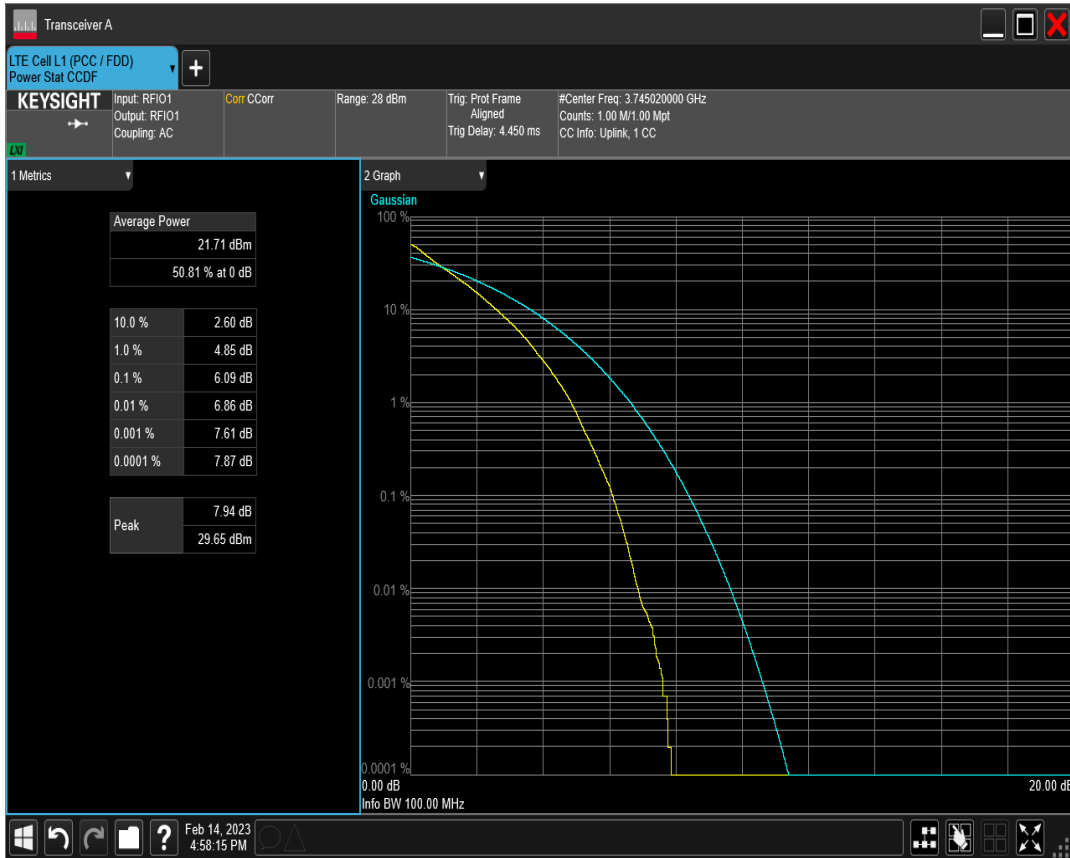 Transceiver A
LTE Cell L1 (PCC / FDD)
Power Stat CCDF
KEYSIGHT
LXI
Input: RFIO1
Output: RFIO1
Coupling: AC
Corr CCorr
Range: 28 dBm
Trig: Prot Frame
Aligned
Trig Delay: 4.450 ms
#Center Freq: 3.745020000 GHz
Counts: 1.00 M/1.00 Mpt
CC Info: Uplink, 1 CC
1 Metrics
Average Power
21.71 dBm
50.81 % at 0 dB
10.0 % 2.60 dB
1.0 % 4.85 dB
0.1 % 6.09 dB
0.01 % 6.86 dB
0.001 % 7.61 dB
0.0001 % 7.87 dB
Peak
7.94 dB
29.65 dBm
2 Graph
Gaussian
100 %
10 %
1 %
0.1 %
0.01 %
0.001 %
0.0001 %
0.00 dB 20.00 dB
Info BW 100.00 MHz
? Feb 14, 2023
4:58:15 PM